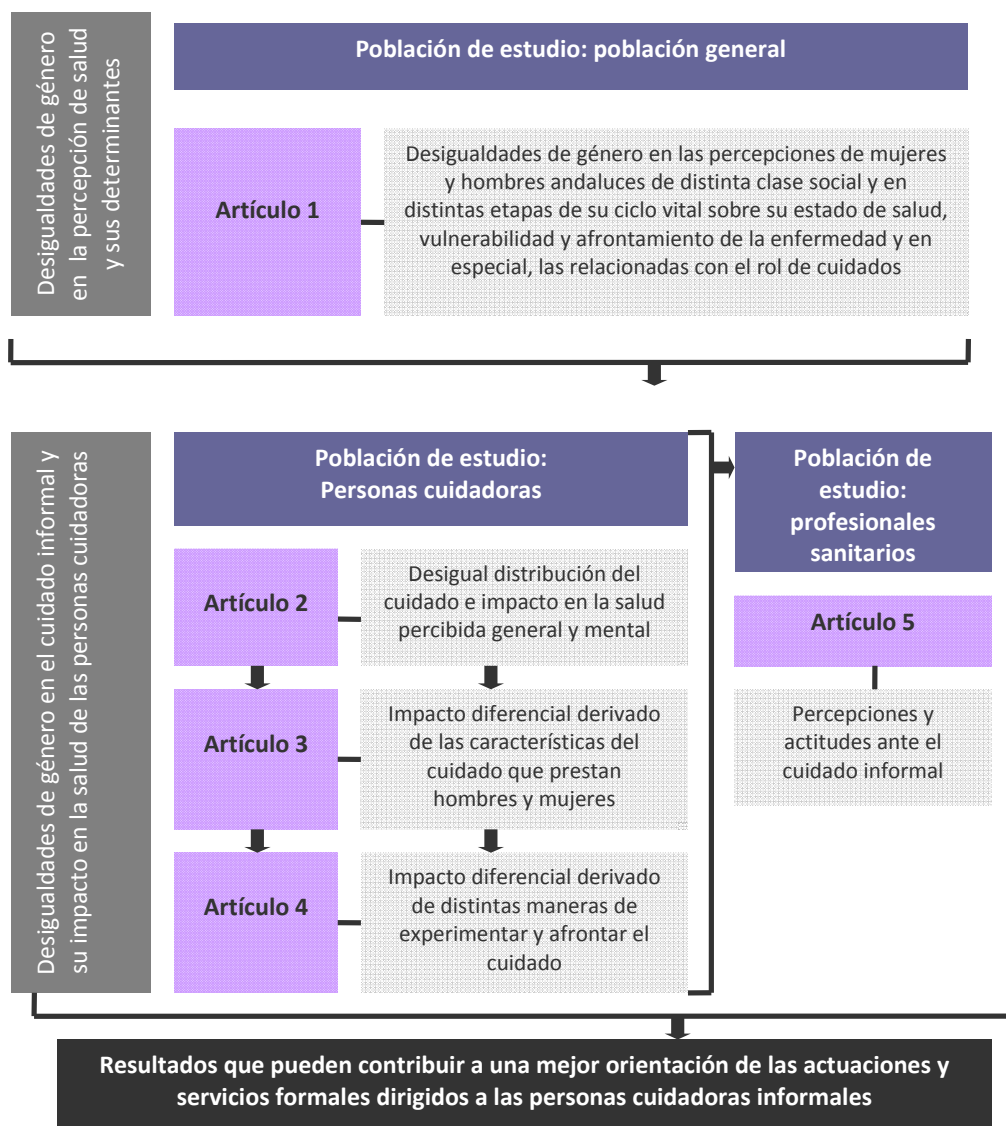 Desigualdades de género
en la percepción de salud
y sus determinantes
Población de estudio: población general
Artículo 1
Desigualdades de género en las percepciones de mujeres
y hombres andaluces de distinta clase social y en
distintas etapas de su ciclo vital sobre su estado de salud,
vulnerabilidad y afrontamiento de la enfermedad y en
especial, las relacionadas con el rol de cuidados
Desigualdades de género en el cuidado informal y
su impacto en la salud de las personas cuidadoras
Población de estudio:
Personas cuidadoras
Artículo 2
Desigual distribución del
cuidado e impacto en la salud
percibida general y mental
Artículo 3
Impacto diferencial derivado
de las características del
cuidado que prestan
hombres y mujeres
Artículo 4
Impacto diferencial derivado
de distintas maneras de
experimentar y afrontar el
cuidado
Población de
estudio:
profesionales
sanitarios
Artículo 5
Percepciones y
actitudes ante el
cuidado informal
Resultados que pueden contribuir a una mejor orientación de las actuaciones y
servicios formales dirigidos a las personas cuidadoras informales